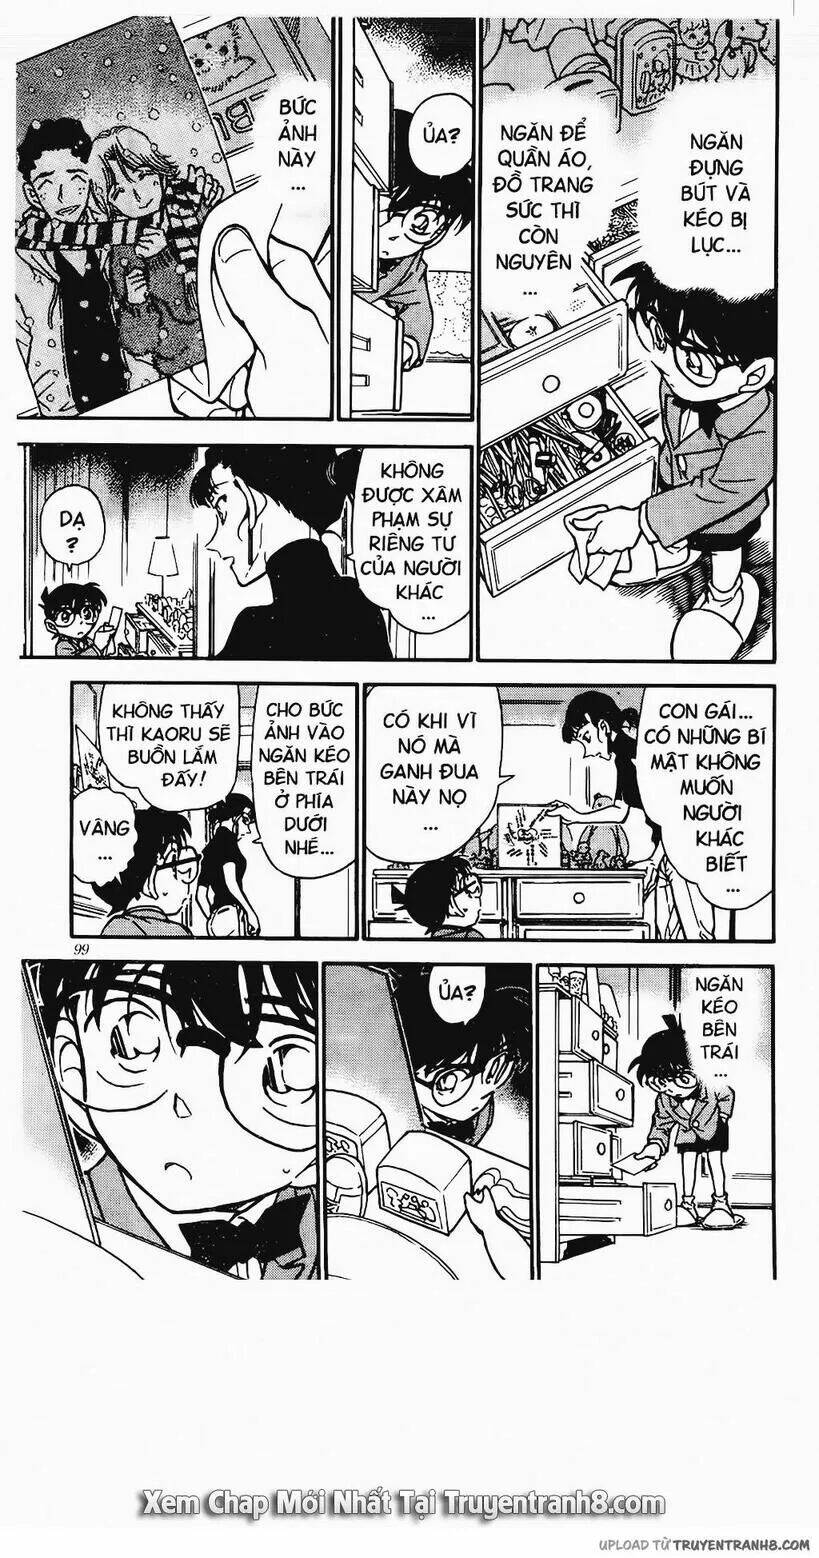 NGĂN
ĐỰNG
BÚT VÀ
KÉO BỊ
LỤC...
NGĂN ĐỂ
QUẦN ÁO,
ĐỒ TRANG
SỨC THÌ
CÒN
NGUYÊN
...
ỦA?
BỨC
ẢNH
NÀY
...
KHÔNG
ĐƯỢC XÂM
PHẠM SỰ
RIÊNG TƯ
CỦA NGƯỜI
KHÁC
...
DẠ
?
CON GÁI...
CÓ NHỮNG BÍ
MẬT KHÔNG
MUỐN
NGƯỜI
KHÁC
BIẾT
...
CÓ KHI VÌ
NÓ MÀ
GANH ĐUA
NÀY NỌ
...
CHO BỨC
ẢNH VÀO
NGĂN KÉO
BÊN TRÁI
Ở PHÍA
DƯỚI
NHÉ...
KHÔNG THẤY
THÌ KAORU SẼ
BUỒN LẮM
ĐẤY!
VÂNG
...
99
NGĂN
KÉO
BÊN
TRÁI
...
ỦA?
Xem Chap Mới Nhất Tại Truyentranh8.com
UPLOAD TỪ TRUYENTRANH8.COM